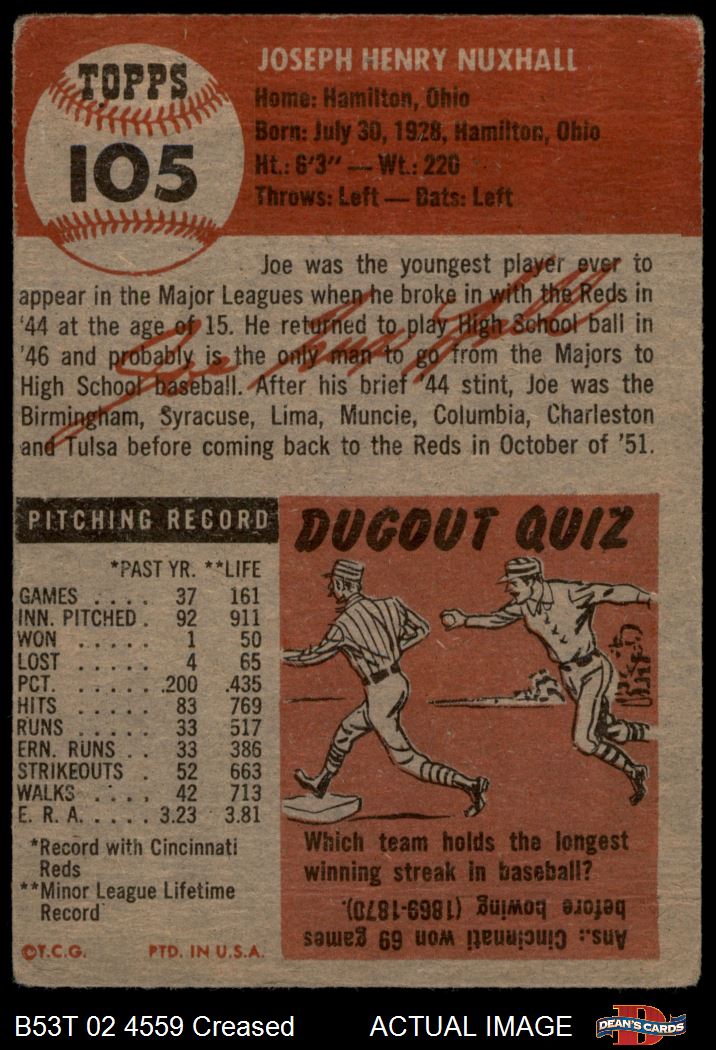 TOPPS
105
JOSEPH HENRY NUXHALL
Home: Hamilton, Ohio
Born: July 30, 1928, Hamilton, Ohio
Ht.: 6'3" — Wt.: 220
Throws: Left — Bats: Left
Joe was the youngest player ever to
appear in the Major Leagues when he broke in with the Reds in
'44 at the age of 15. He returned to play High School ball in
'46 and probably is the only man to go from the Majors to
High School baseball. After his brief '44 stint, Joe was the
Birmingham, Syracuse, Lima, Muncie, Columbia, Charleston
and Tulsa before coming back to the Reds in October of '51.
Joe Nuxhall
PITCHING RECORD
*PAST YR. **LIFE
GAMES . . . . 37 161
INN. PITCHED . 92 911
WON . . . . . 1 50
LOST . . . . . 4 65
PCT. . . . . . .200 .435
HITS . . . . . 83 769
RUNS . . . . . 33 517
ERN. RUNS . . 33 386
STRIKEOUTS . 52 663
WALKS . . . . 42 713
E. R. A. . . . . 3.23 3.81
*Record with Cincinnati
Reds
**Minor League Lifetime
Record
©T.C.G. PTD. IN U.S.A.
DUGOUT QUIZ
Which team holds the longest
winning streak in baseball?
Ans.: Cincinnati won 69 games
before bowing (1869-1870).
B53T 02 4559 Creased
ACTUAL IMAGE
D
DEAN'S CARDS